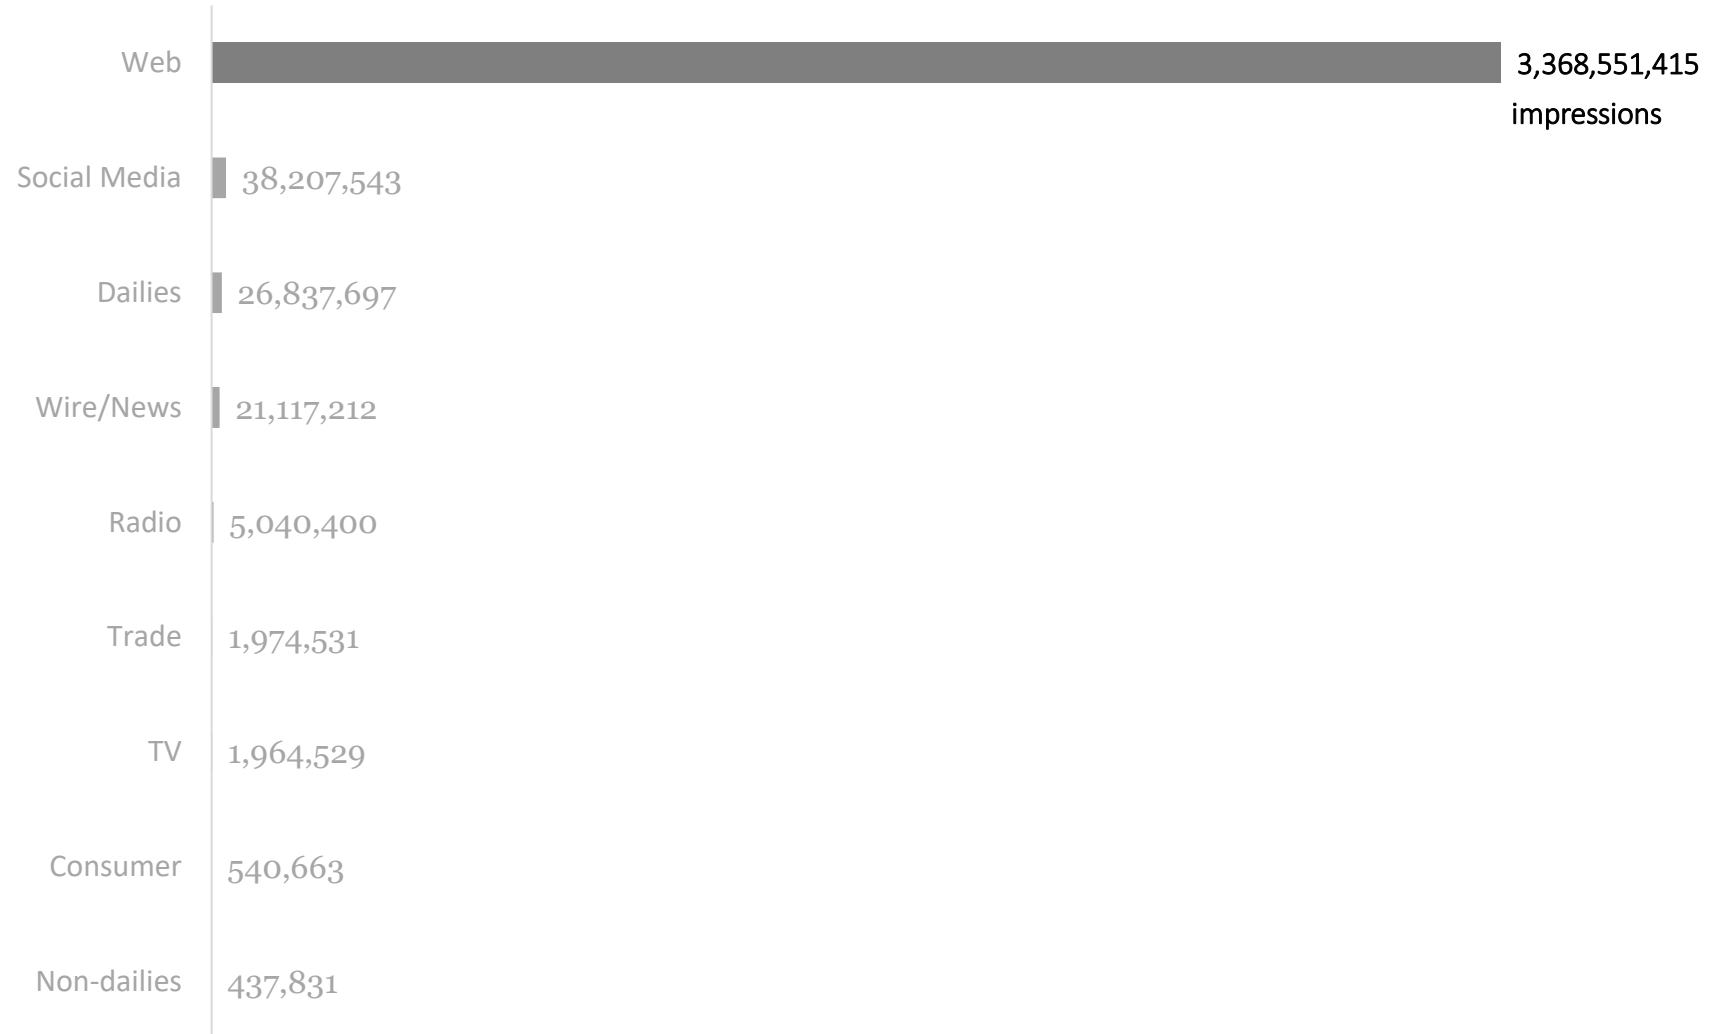 Web 3,368,551,415
impressions
Social Media 38,207,543
Dailies 26,837,697
Wire/News 21,117,212
Radio 5,040,400
Trade 1,974,531
TV 1,964,529
Consumer 540,663
Non-dailies 437,831